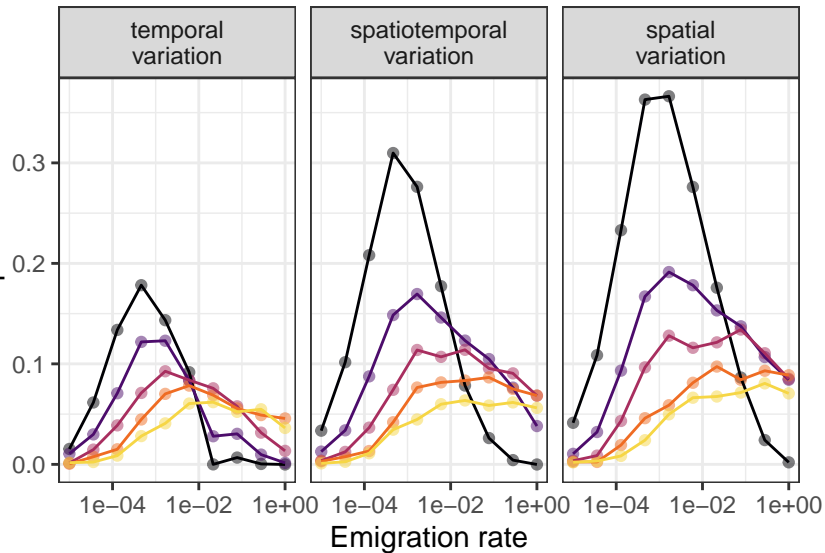 temporal
variation
spatiotemporal
variation
spatial
variation
0.3
0.2
0.1
0.0
1e−04 1e−02 1e+00
1e−04 1e−02 1e+00
1e−04 1e−02 1e+00
Emigration rate